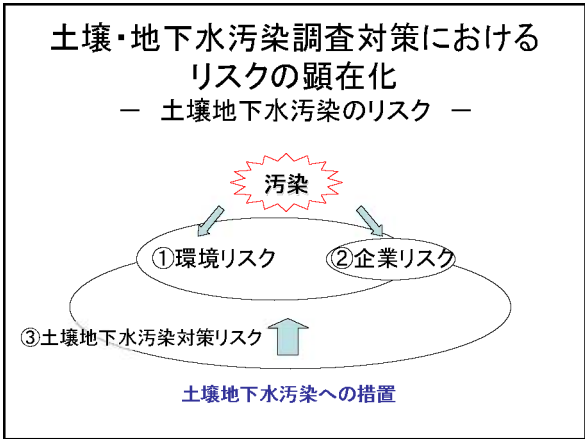 土壌・地下水汚染調査対策における
リスクの顕在化
－ 土壌地下水汚染のリスク －
汚染
①環境リスク
②企業リスク
③土壌地下水汚染対策リスク
土壌地下水汚染への措置